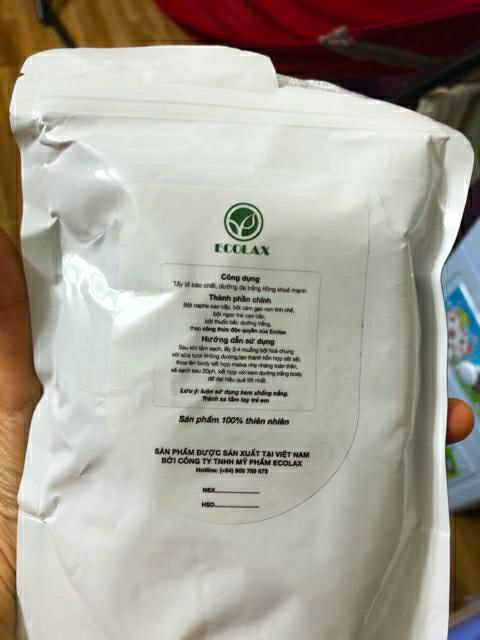 ECOLAX
Công dụng
Tẩy tế bào chết, dưỡng da trắng hồng khoẻ mạnh
Thành phần chính
Bột caphe cao cấp, bột cám gạo non tinh chế,
bột ngọc trai cao cấp,
bột thuốc bắc dưỡng trắng,
theo công thức độc quyền của Ecolax
Hướng dẫn sử dụng
Sau khi tắm sạch, lấy 3-4 muỗng bột hoà chung
với sữa tươi không đường,tạo thành hỗn hợp sệt sệt,
thoa lên body kết hợp matxa nhẹ nhàng toàn thân,
xả sạch sau 20ph, kết hợp với kem dưỡng trắng body
để đạt hiệu quả tốt nhất.
Lưu ý: luôn sử dụng kem chống nắng.
Tránh xa tầm tay trẻ em
Sản phẩm 100% thiên nhiên
SẢN PHẨM ĐƯỢC SẢN XUẤT TẠI VIỆT NAM
BỞI CÔNG TY TNHH MỸ PHẨM ECOLAX
Hotline: (+84) 969 789 679
NSX
HSD